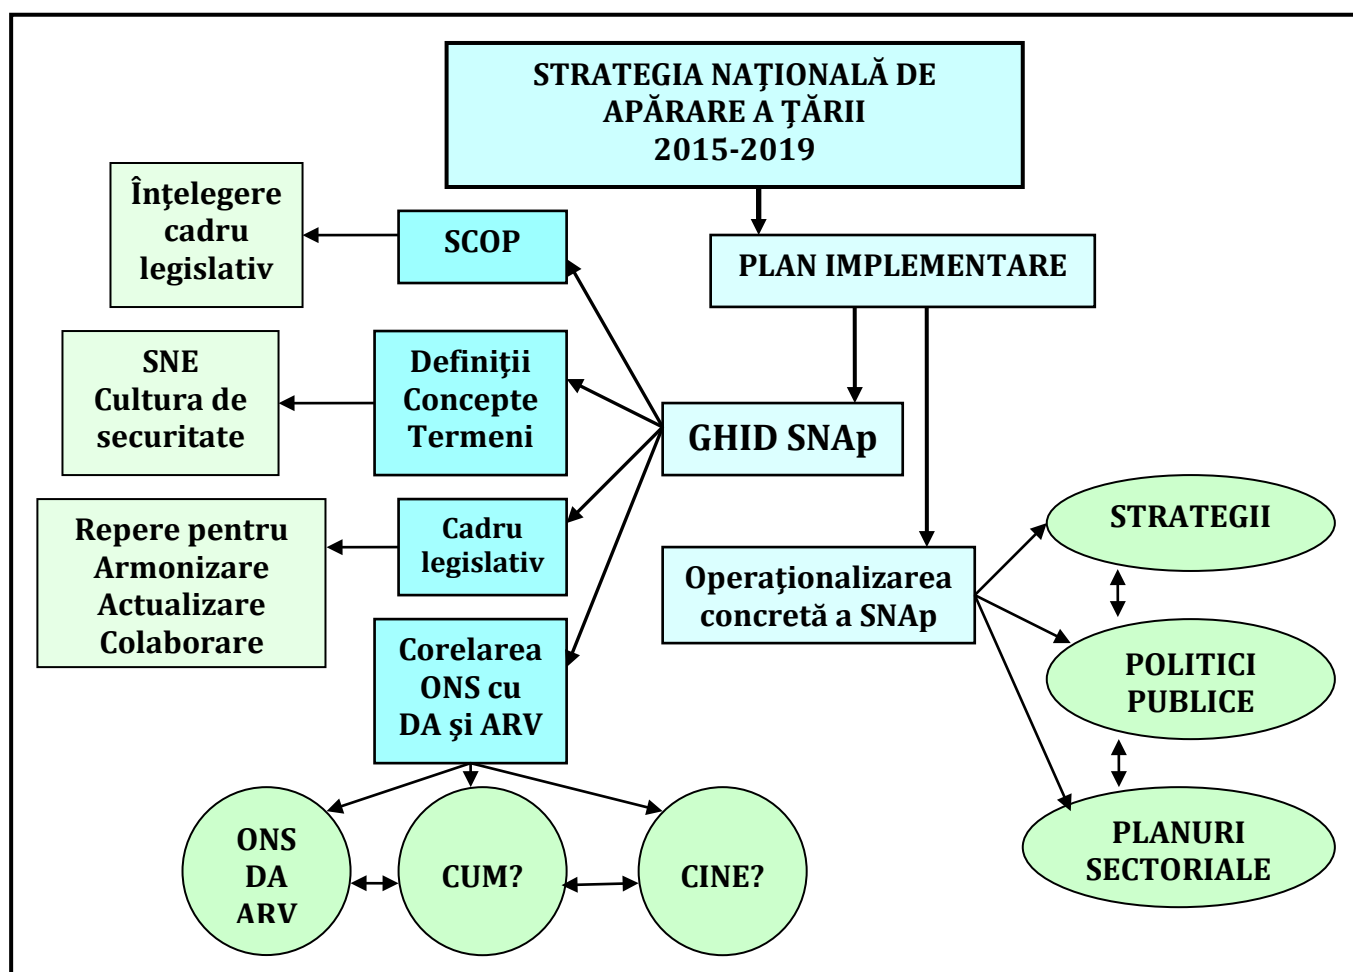 STRATEGIA NAŢIONALĂ DE
APĂRARE A ŢĂRII
2015-2019
Înţelegere
cadru
legislativ
SCOP
PLAN IMPLEMENTARE
SNE
Cultura de
securitate
Definiţii
Concepte
Termeni
GHID SNAp
Repere pentru
Armonizare
Actualizare
Colaborare
Cadru
legislativ
Operaţionalizarea
concretă a SNAp
STRATEGII
POLITICI
PUBLICE
PLANURI
SECTORIALE
Corelarea
ONS cu
DA şi ARV
ONS
DA
ARV
CUM?
CINE?